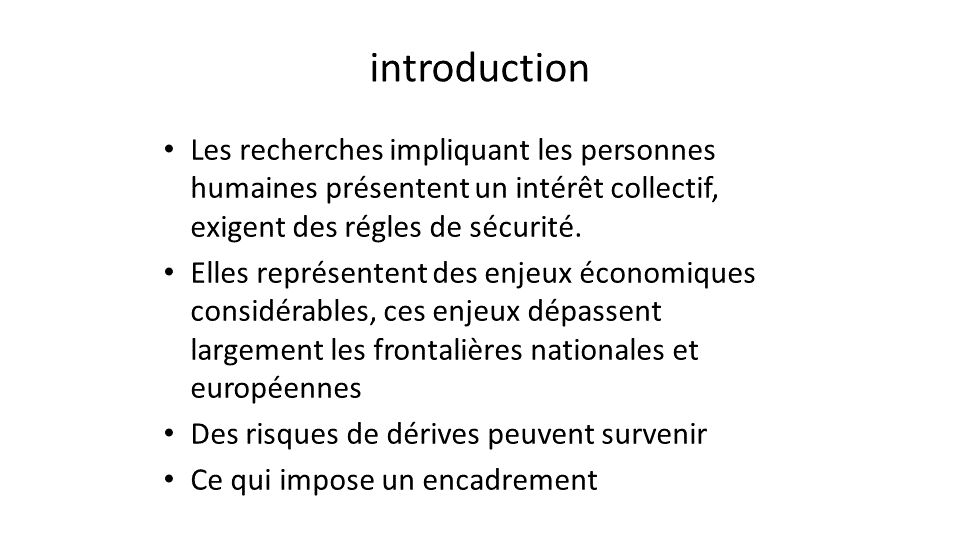 introduction
• Les recherches impliquant les personnes
humaines présentent un intérêt collectif,
exigent des régles de sécurité.
• Elles représentent des enjeux économiques
considérables, ces enjeux dépassent
largement les frontalières nationales et
européennes
• Des risques de dérives peuvent survenir
• Ce qui impose un encadrement